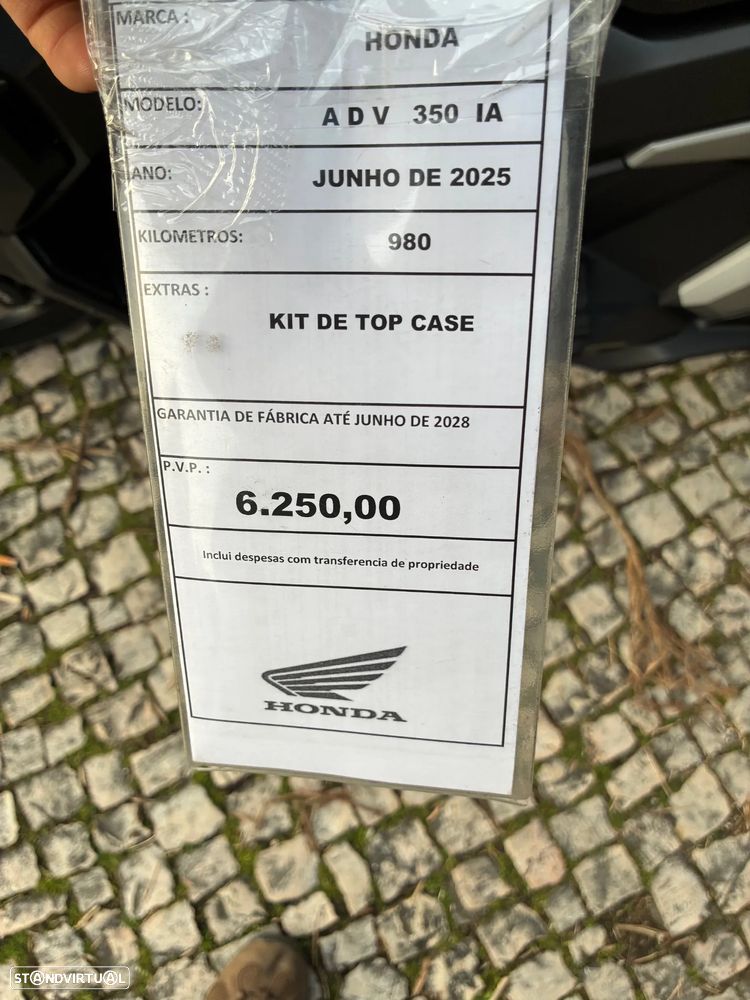 MARCA :
HONDA
MODELO:
A D V 350 IA
ANO:
JUNHO DE 2025
KILOMETROS:
980
EXTRAS :
KIT DE TOP CASE
GARANTIA DE FÁBRICA ATÉ JUNHO DE 2028
P.V.P. :
6.250,00
Inclui despesas com transferencia de propriedade
HONDA
STANDVIRTUAL